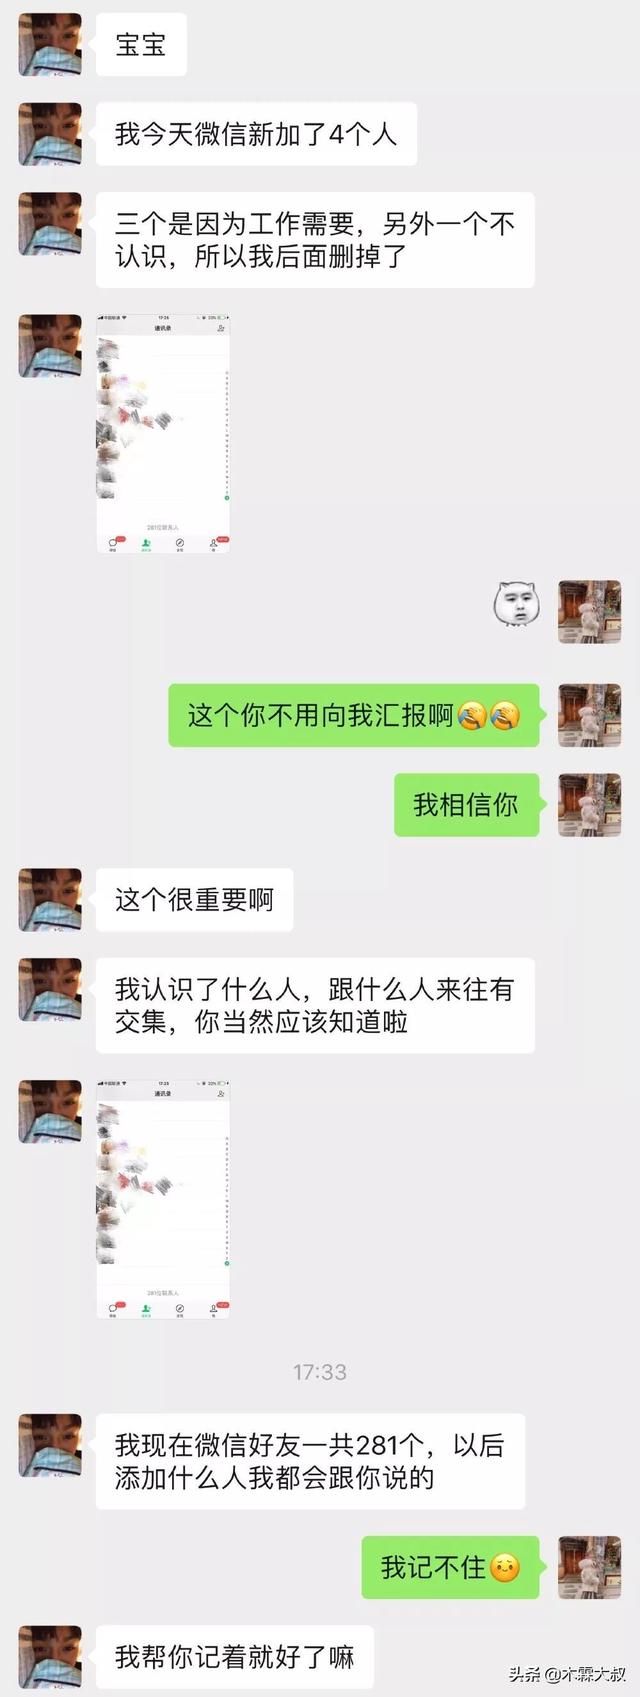 宝宝
我今天微信新加了4个人
三个是因为工作需要，另外一个不
认识，所以我后面删掉了
通讯录
281位联系人
这个你不用向我汇报啊🤦🤦
我相信你
这个很重要啊
我认识了什么人，跟什么人来往有
交集，你当然应该知道啦
通讯录
281位联系人
17:33
我现在微信好友一共281个，以后
添加什么人我都会跟你说的
我记不住🥺
我帮你记着就好了嘛
头条 @木霖大叔